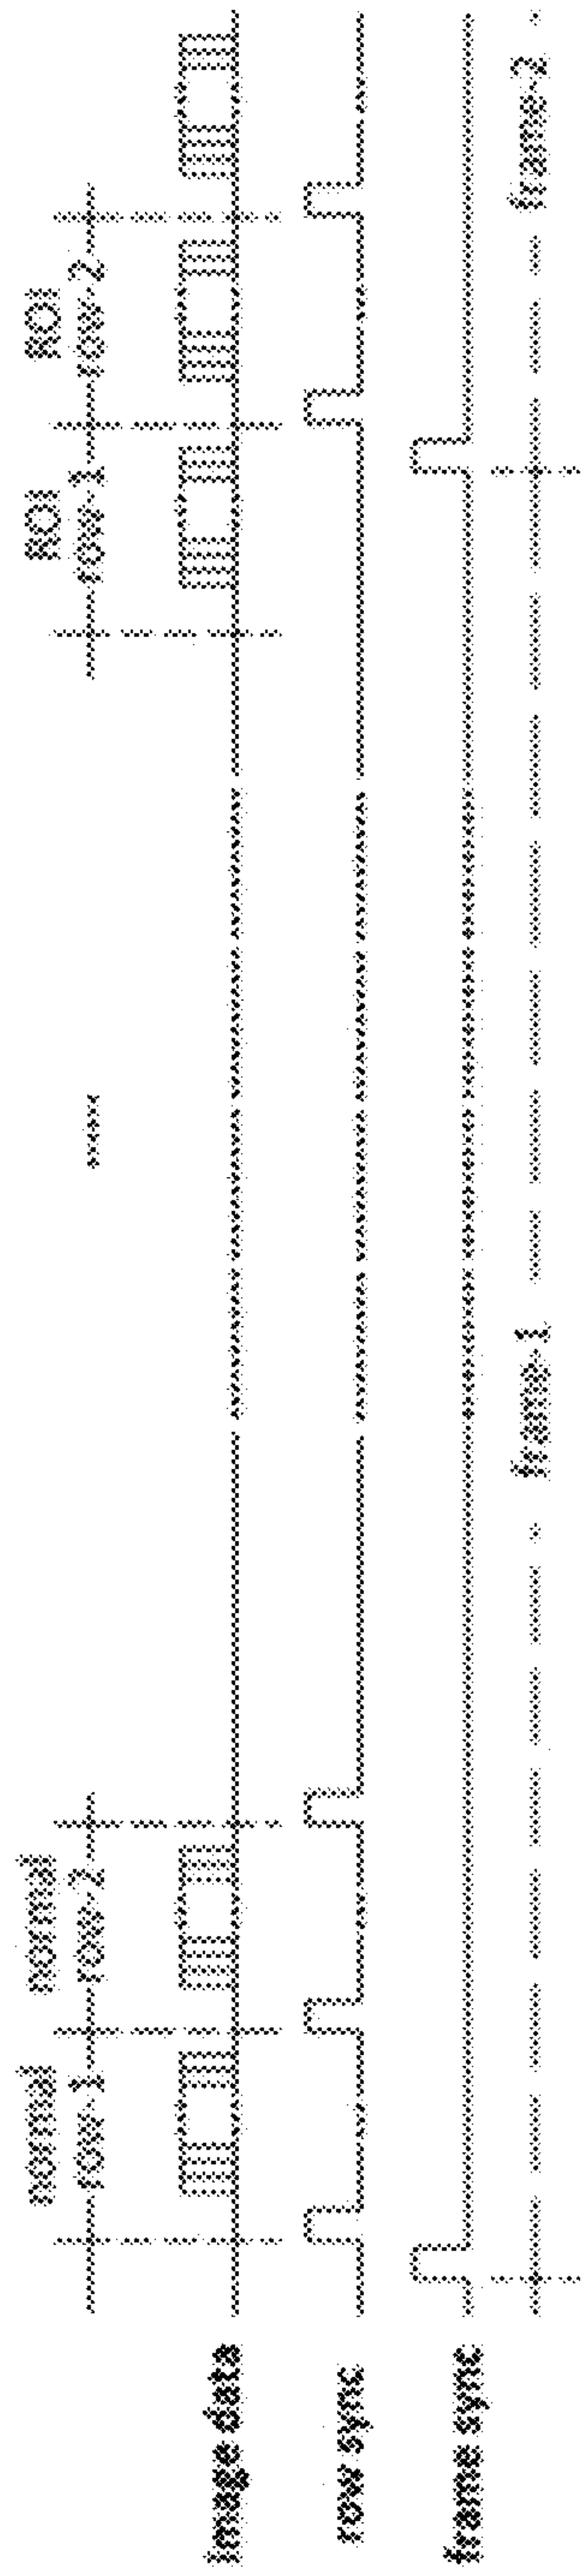 normal
row 1
normal
row 2
...
ROI
row 1
ROI
row 2
image data
row sync
frame sync
frame 1
frame 2